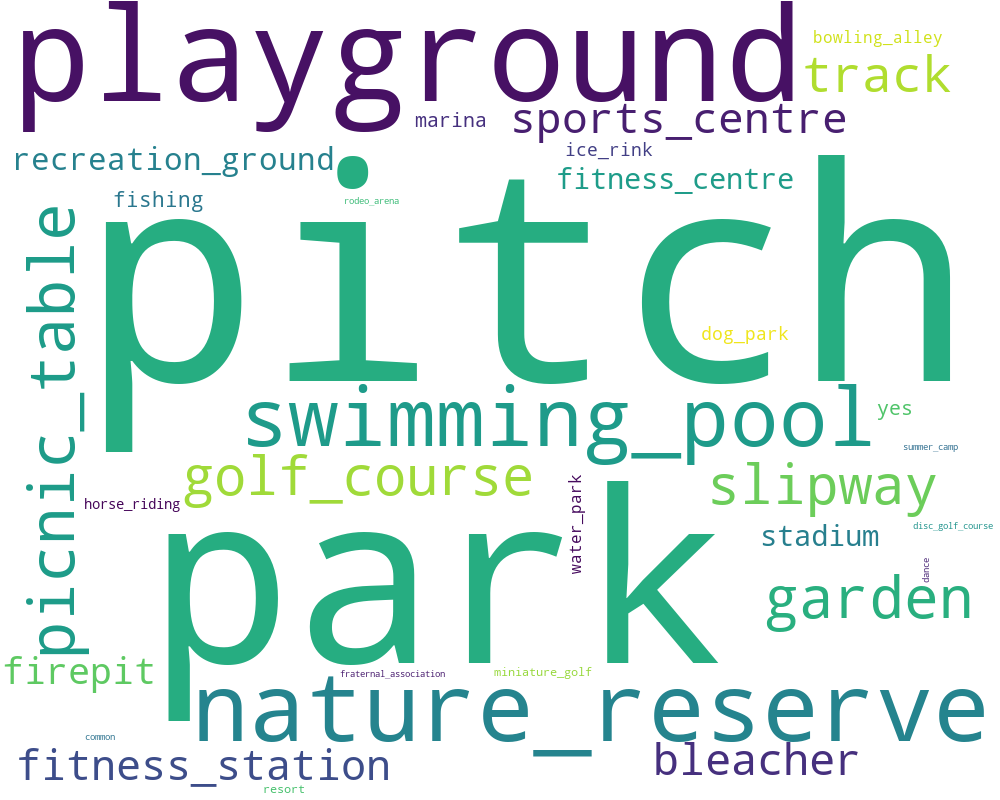 playground
bowling_alley
track
marina
sports_centre
recreation_ground
ice_rink
fitness_centre
fishing
rodeo_arena
pitch
picnic_table
dog_park
swimming_pool
yes
summer_camp
golf_course
slipway
horse_riding
water_park
park
stadium
disc_golf_course
dance
garden
firepit
fraternal_association
miniature_golf
nature_reserve
common
fitness_station
bleacher
resort